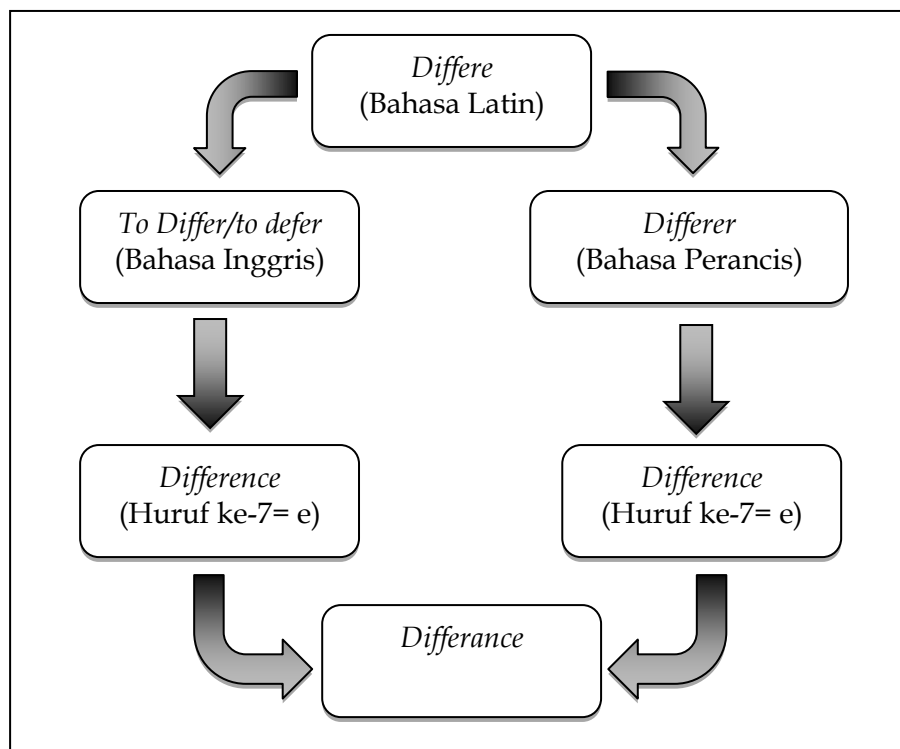 Differe
(Bahasa Latin)
To Differ/to defer
(Bahasa Inggris)
Differer
(Bahasa Perancis)
Difference
(Huruf ke-7= e)
Difference
(Huruf ke-7= e)
Differance